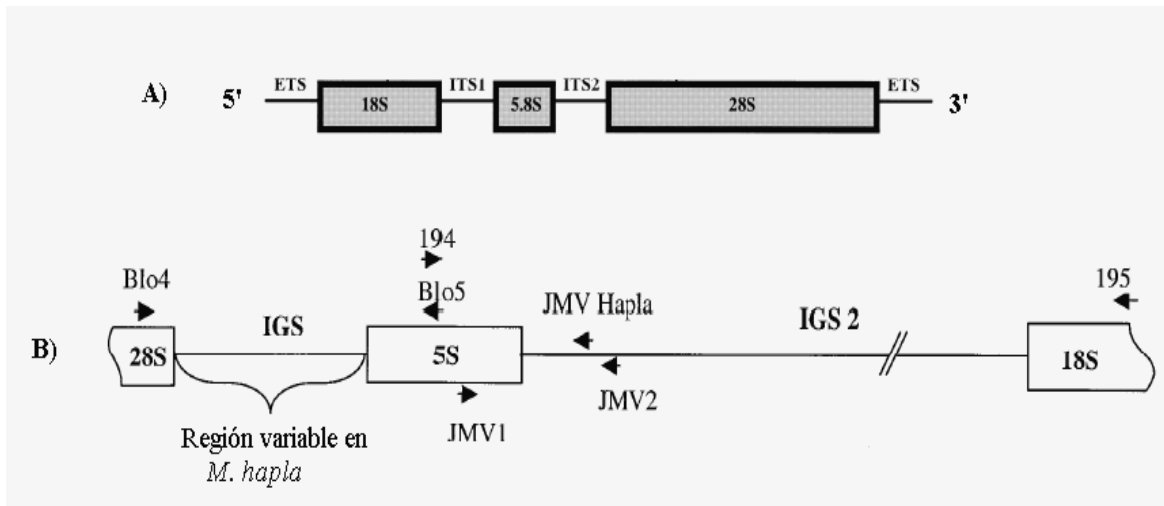 A)
5'
ETS
18S
ITS1
5.8S
ITS2
28S
ETS
3'
B)
Blo4
28S
IGS
194
Blo5
5S
JMV1
JMV Hapla
JMV2
IGS 2
195
18S
Región variable en
M. hapla